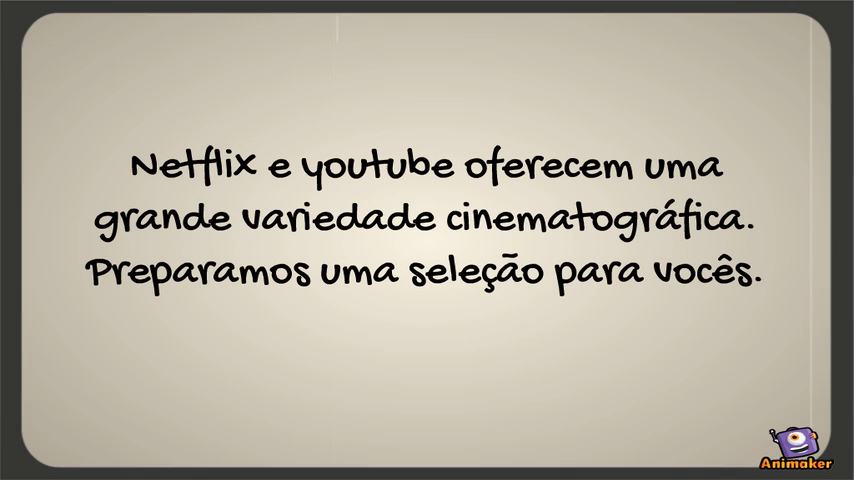 Netflix e youtube oferecem uma
grande variedade cinematográfica.
Preparamos uma seleção para vocês.
Animaker